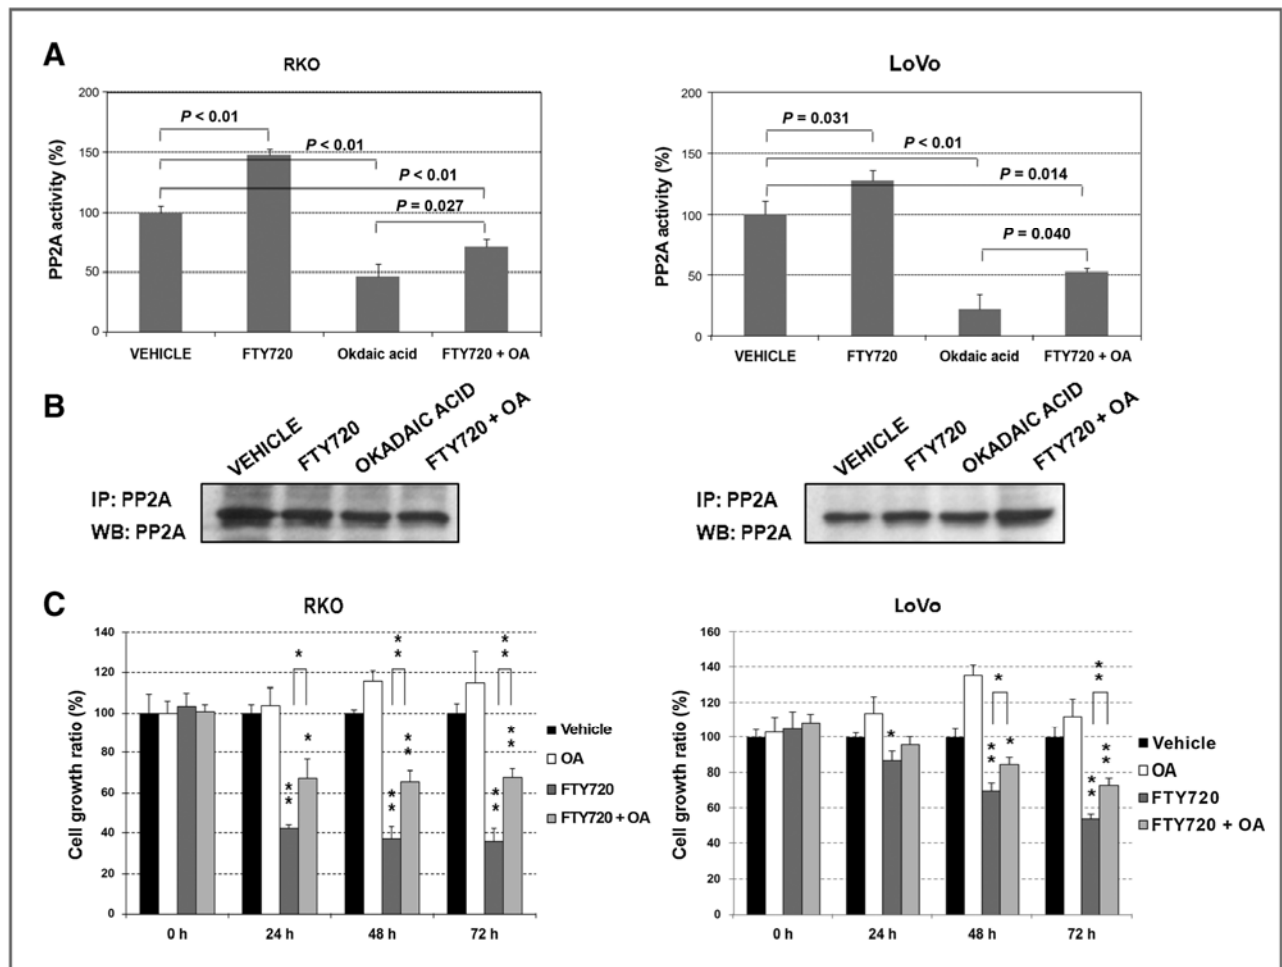 A
RKO
PP2A activity (%)
200
150
100
50
0
P < 0.01
P < 0.01
P < 0.01
P = 0.027
VEHICLE FTY720 Okdaic acid FTY720 + OA
LoVo
PP2A activity (%)
200
150
100
50
0
P = 0.031
P < 0.01
P = 0.014
P = 0.040
VEHICLE FTY720 Okdaic acid FTY720 + OA
B
VEHICLE
FTY720
OKADAIC ACID
FTY720 + OA
IP: PP2A
WB: PP2A
VEHICLE
FTY720
OKADAIC ACID
FTY720 + OA
IP: PP2A
WB: PP2A
C
RKO
Cell growth ratio (%)
140
120
100
80
60
40
20
0
** * *
** ** **
** ** **
0 h 24 h 48 h 72 h
Vehicle
OA
FTY720
FTY720 + OA
LoVo
Cell growth ratio (%)
160
140
120
100
80
60
40
20
0
*
** * *
** ** **
0 h 24 h 48 h 72 h
Vehicle
OA
FTY720
FTY720 + OA